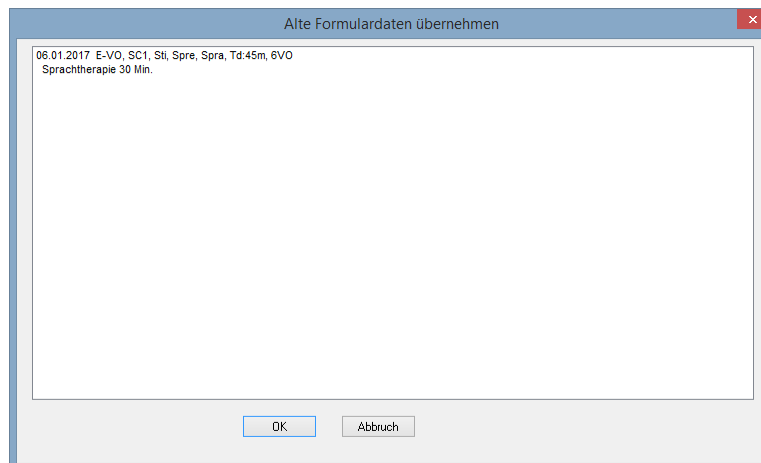 Alte Formulardaten übernehmen
06.01.2017 E-VO, SC1, Sti, Spre, Spra, Td:45m, 6VO
Sprachtherapie 30 Min.
OK
Abbruch